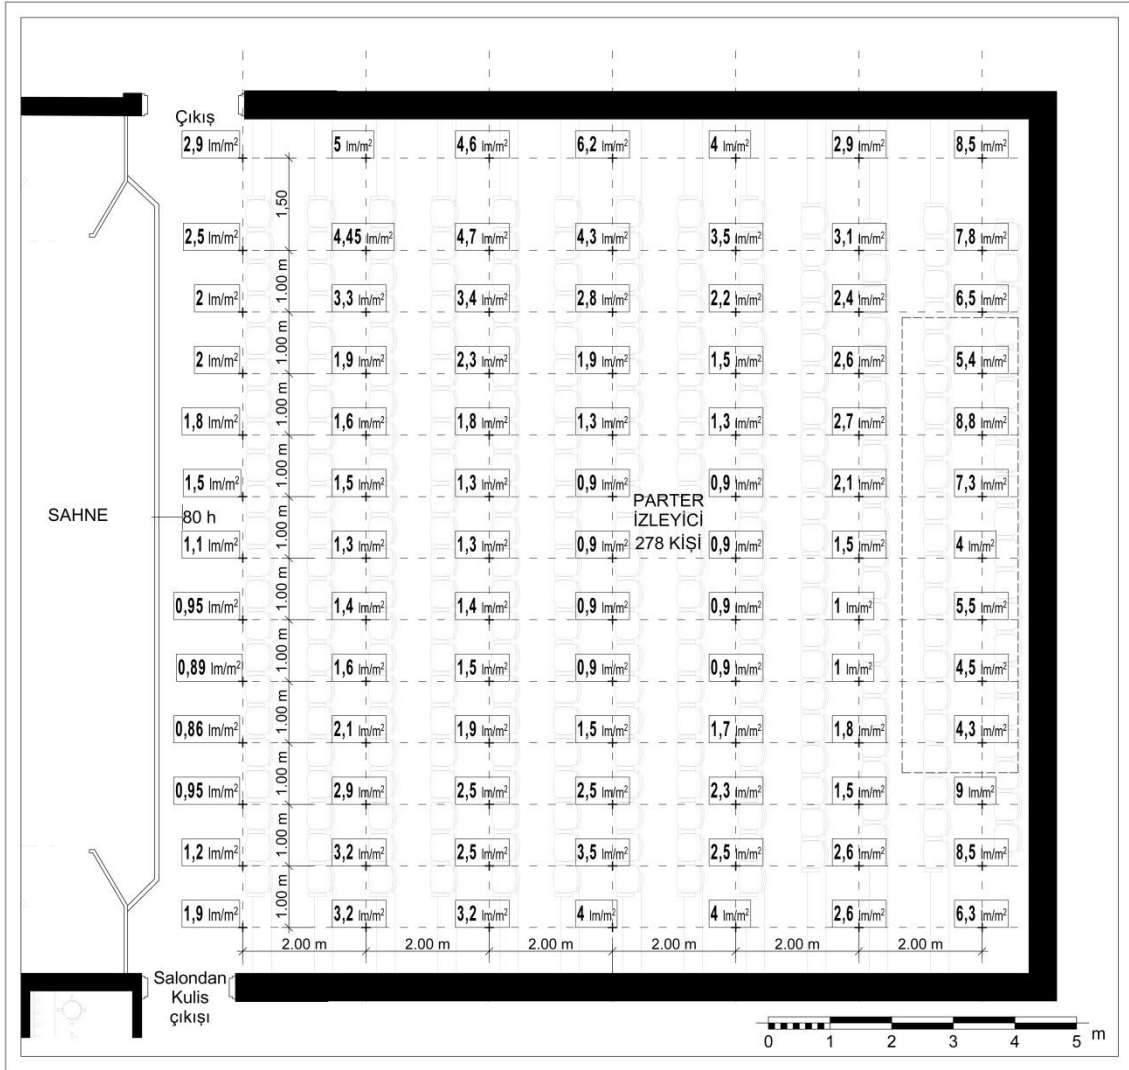 Çıkış
2,9 lm/m² 5 lm/m² 4,6 lm/m² 6,2 lm/m² 4 lm/m² 2,9 lm/m² 8,5 lm/m²
1,50
2,5 lm/m² 4,45 lm/m² 4,7 lm/m² 4,3 lm/m² 3,5 lm/m² 3,1 lm/m² 7,8 lm/m²
1.00 m
2 lm/m² 3,3 lm/m² 3,4 lm/m² 2,8 lm/m² 2,2 lm/m² 2,4 lm/m² 6,5 lm/m²
1.00 m
2 lm/m² 1,9 lm/m² 2,3 lm/m² 1,9 lm/m² 1,5 lm/m² 2,6 lm/m² 5,4 lm/m²
1.00 m
1,8 lm/m² 1,6 lm/m² 1,8 lm/m² 1,3 lm/m² 1,3 lm/m² 2,7 lm/m² 8,8 lm/m²
1.00 m
1,5 lm/m² 1,5 lm/m² 1,3 lm/m² 0,9 lm/m² 0,9 lm/m² 2,1 lm/m² 7,3 lm/m²
SAHNE
80 h
PARTER
İZLEYİCİ
278 KİŞİ
1.00 m
1,1 lm/m² 1,3 lm/m² 1,3 lm/m² 0,9 lm/m² 0,9 lm/m² 1,5 lm/m² 4 lm/m²
1.00 m
0,95 lm/m² 1,4 lm/m² 1,4 lm/m² 0,9 lm/m² 0,9 lm/m² 1 lm/m² 5,5 lm/m²
1.00 m
0,89 lm/m² 1,6 lm/m² 1,5 lm/m² 0,9 lm/m² 0,9 lm/m² 1 lm/m² 4,5 lm/m²
1.00 m
0,86 lm/m² 2,1 lm/m² 1,9 lm/m² 1,5 lm/m² 1,7 lm/m² 1,8 lm/m² 4,3 lm/m²
1.00 m
0,95 lm/m² 2,9 lm/m² 2,5 lm/m² 2,5 lm/m² 2,3 lm/m² 1,5 lm/m² 9 lm/m²
1.00 m
1,2 lm/m² 3,2 lm/m² 2,5 lm/m² 3,5 lm/m² 2,5 lm/m² 2,6 lm/m² 8,5 lm/m²
1.00 m
1,9 lm/m² 3,2 lm/m² 3,2 lm/m² 4 lm/m² 4 lm/m² 2,6 lm/m² 6,3 lm/m²
2.00 m 2.00 m 2.00 m 2.00 m 2.00 m 2.00 m
Salondan
Kulis
çıkışı
0 1 2 3 4 5 m